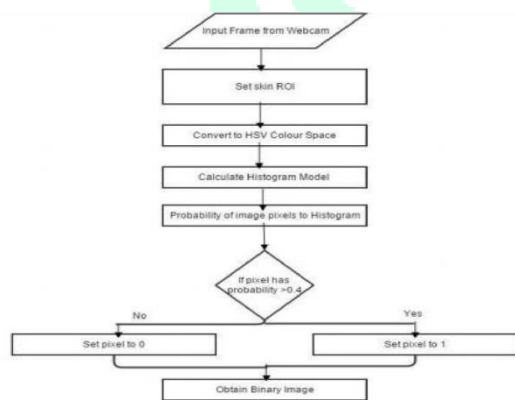 Input Frame from Webcam
Set skin ROI
Convert to HSV Colour Space
Calculate Histogram Model
Probability of image pixels to Histogram
If pixel has
probability >0.4
No
Yes
Set pixel to 0
Set pixel to 1
Obtain Binary Image